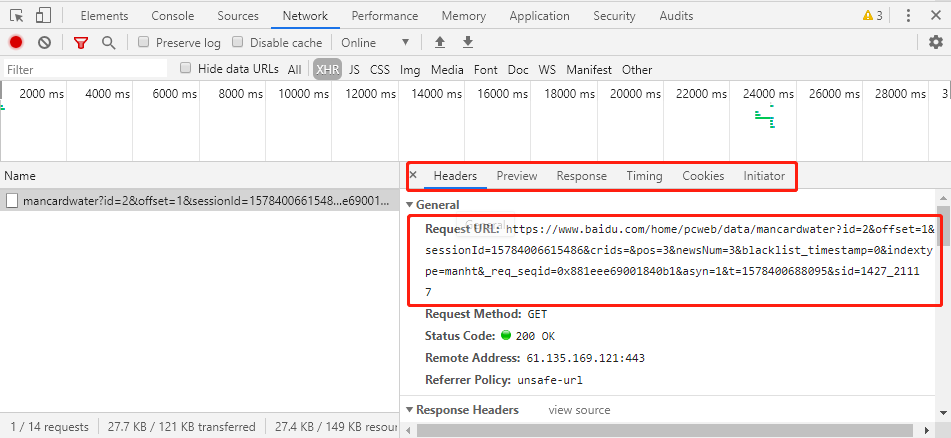 Elements Console Sources Network Performance Memory Application Security Audits 3
Preserve log Disable cache Online
Filter Hide data URLs All XHR JS CSS Img Media Font Doc WS Manifest Other
2000 ms 4000 ms 6000 ms 8000 ms 10000 ms 12000 ms 14000 ms 16000 ms 18000 ms 20000 ms 22000 ms 24000 ms 26000 ms 28000 ms 3
Name
mancardwater?id=2&offset=1&sessionId=1578400661548...e69001...
× Headers Preview Response Timing Cookies Initiator
General
General
Request URL: https://www.baidu.com/home/pcweb/data/mancardwater?id=2&offset=1&
sessionId=15784006615486&crids=&pos=3&newsNum=3&blacklist_timestamp=0&indext
ype=manht&_req_seqid=0x881eee69001840b1&asyn=1&t=1578400688095&sid=1427_2111
7
Request Method: GET
Status Code: 200 OK
Remote Address: 61.135.169.121:443
Referrer Policy: unsafe-url
Response Headers view source
1 / 14 requests 27.7 KB / 121 KB transferred 27.4 KB / 149 KB resour